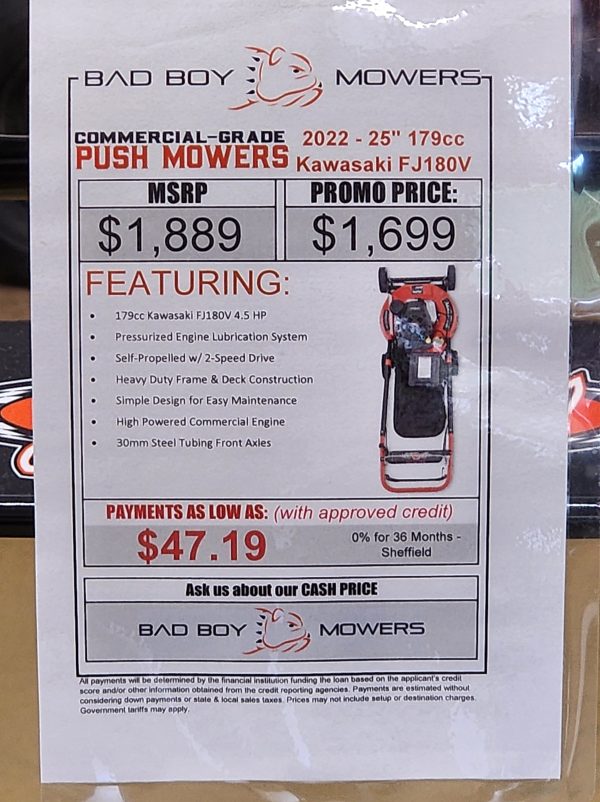 BAD BOY MOWERS
COMMERCIAL-GRADE
PUSH MOWERS
2022 - 25" 179cc
Kawasaki FJ180V
MSRP
PROMO PRICE:
$1,889
$1,699
FEATURING:
• 179cc Kawasaki FJ180V 4.5 HP
• Pressurized Engine Lubrication System
• Self-Propelled w/ 2-Speed Drive
• Heavy Duty Frame & Deck Construction
• Simple Design for Easy Maintenance
• High Powered Commercial Engine
• 30mm Steel Tubing Front Axles
PAYMENTS AS LOW AS: (with approved credit)
$47.19
0% for 36 Months -
Sheffield
Ask us about our CASH PRICE
BAD BOY MOWERS
All payments will be determined by the financial institution funding the loan based on the applicant's credit
score and/or other information obtained from the credit reporting agencies. Payments are estimated without
considering down payments or state & local sales taxes. Prices may not include setup or destination charges.
Government tariffs may apply.